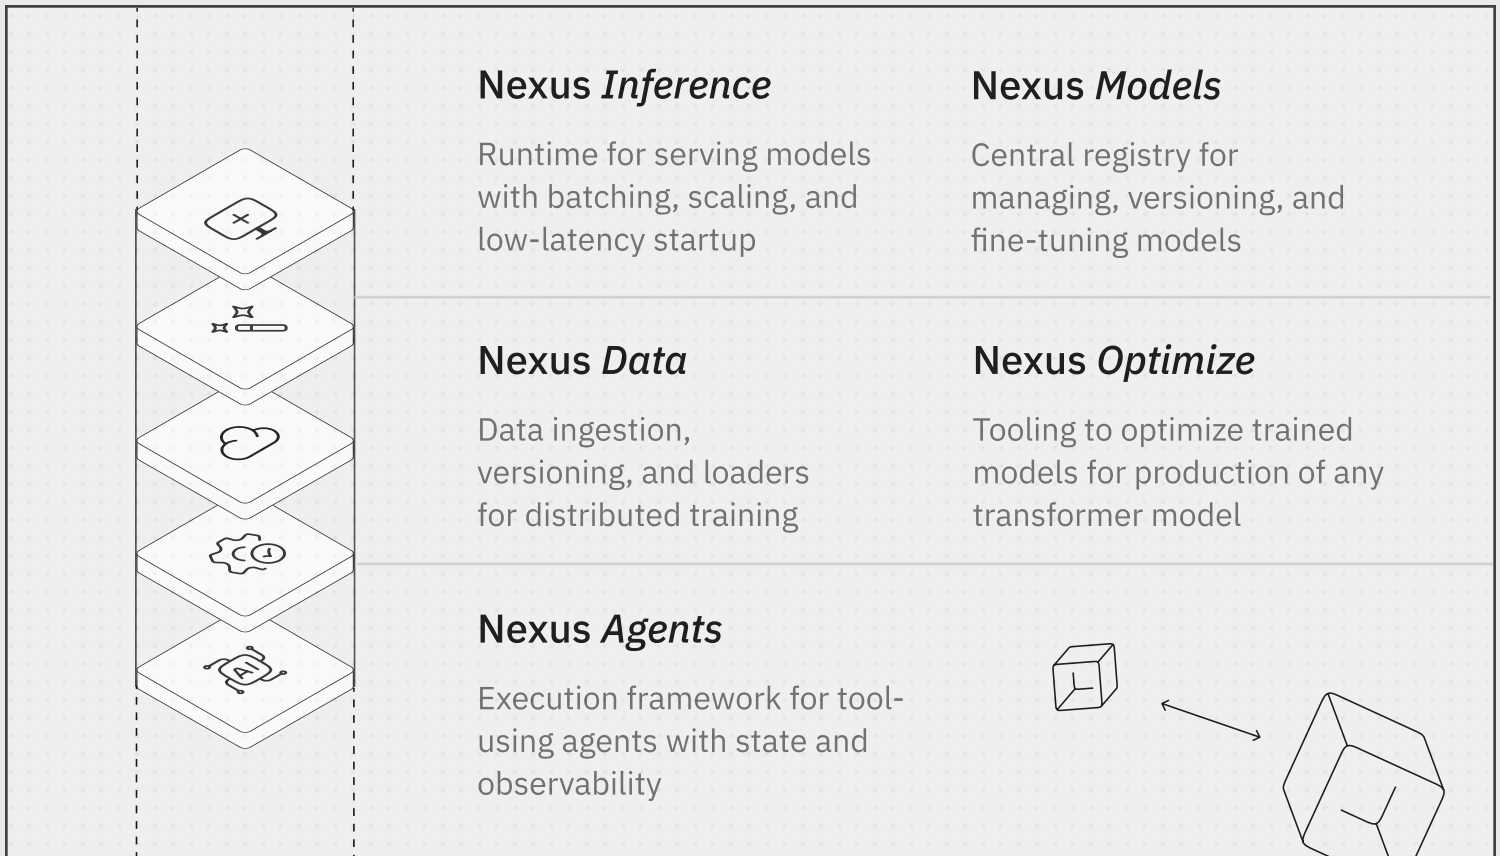 Nexus Inference
Runtime for serving models
with batching, scaling, and
low-latency startup
Nexus Models
Central registry for
managing, versioning, and
fine-tuning models
Nexus Data
Data ingestion,
versioning, and loaders
for distributed training
Nexus Optimize
Tooling to optimize trained
models for production of any
transformer model
Nexus Agents
Execution framework for tool-
using agents with state and
observability
AI